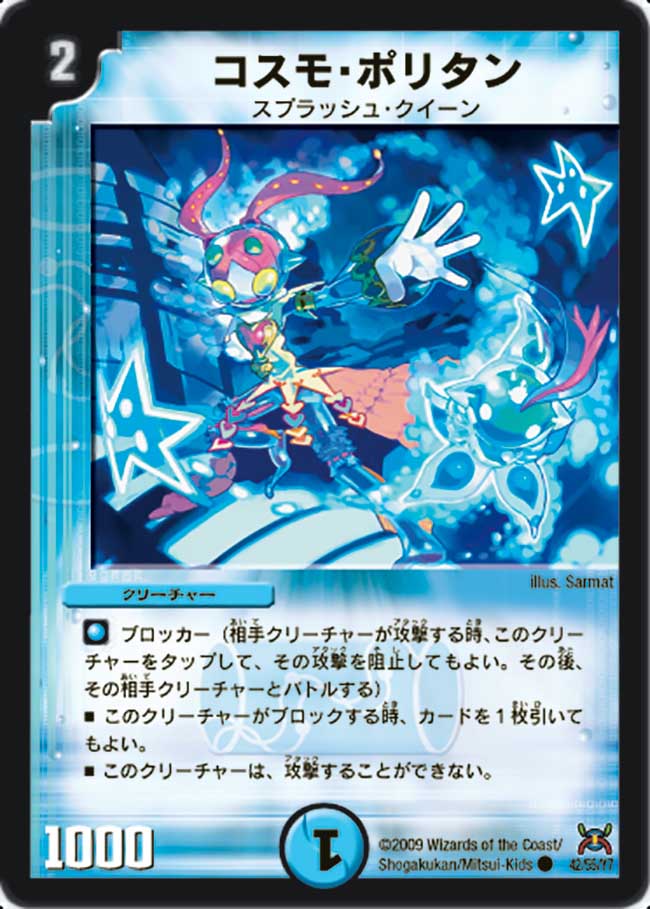 2
コスモ・ポリタン
スプラッシュ・クイーン
illus. Sarmat
クリーチャー
ブロッカー（相手クリーチャーが攻撃する時、このクリー
チャーをタップして、その攻撃を阻止してもよい。その後、
その相手クリーチャーとバトルする）
■ このクリーチャーがブロックする時、カードを１枚引いて
もよい。
■ このクリーチャーは、攻撃することができない。
1000
1
©2009 Wizards of the Coast/
Shogakukan/Mitsui-Kids
42/55/Y7